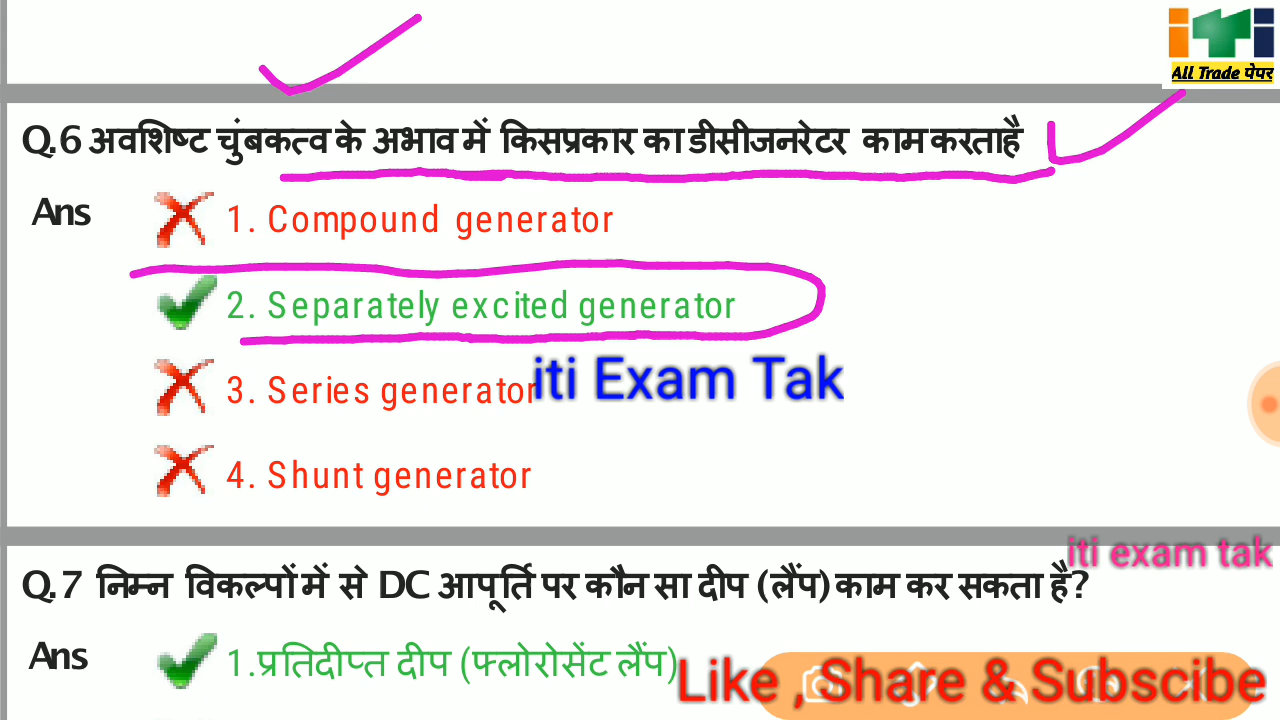 iTi
All Trade पेपर
Q.6 अवशिष्ट चुंबकत्व के अभाव में किसप्रकार का डीसीजनरेटर काम करताहै
Ans
1. Compound generator
2. Separately excited generator
3. Series generator
iti Exam Tak
4. Shunt generator
iti exam tak
Q.7 निम्न विकल्पों में से DC आपूर्ति पर कौन सा दीप (लैंप) काम कर सकता है?
Ans
1.प्रतिदीप्त दीप (फ्लोरोसेंट लैंप)
Like , Share & Subscibe